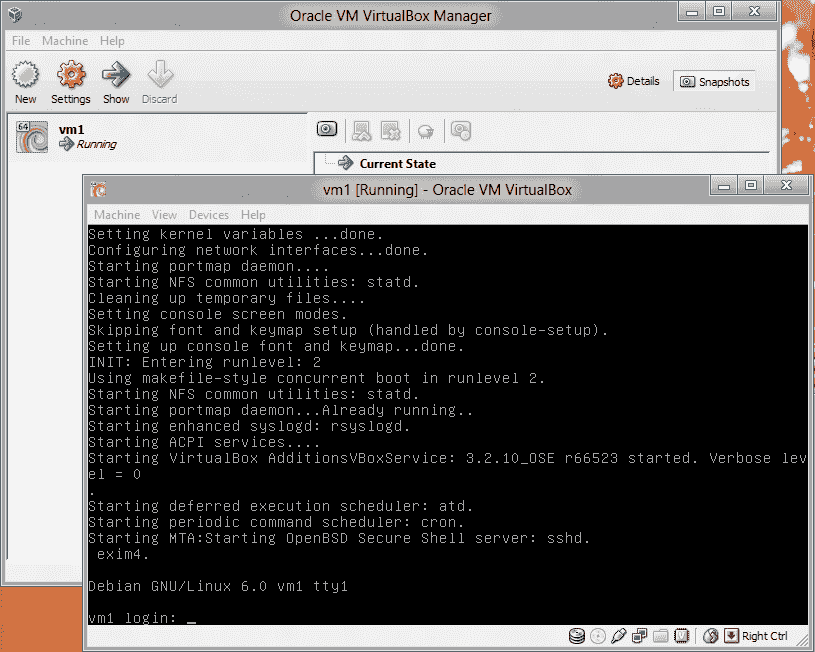 Oracle VM VirtualBox Manager
File Machine Help
New Settings Show Discard
Details Snapshots
64
vm1
Running
Current State
vm1 [Running] - Oracle VM VirtualBox
Machine View Devices Help
Setting kernel variables ...done.
Configuring network interfaces...done.
Starting portmap daemon....
Starting NFS common utilities: statd.
Cleaning up temporary files....
Setting console screen modes.
Skipping font and keymap setup (handled by console-setup).
Setting up console font and keymap...done.
INIT: Entering runlevel: 2
Using makefile-style concurrent boot in runlevel 2.
Starting NFS common utilities: statd.
Starting portmap daemon...Already running..
Starting enhanced syslogd: rsyslogd.
Starting ACPI services....
Starting VirtualBox AdditionsVBoxService: 3.2.10_OSE r66523 started. Verbose lev
el = 0
.
Starting deferred execution scheduler: atd.
Starting periodic command scheduler: cron.
Starting MTA:Starting OpenBSD Secure Shell server: sshd.
 exim4.
Debian GNU/Linux 6.0 vm1 tty1
vm1 login: _
Right Ctrl